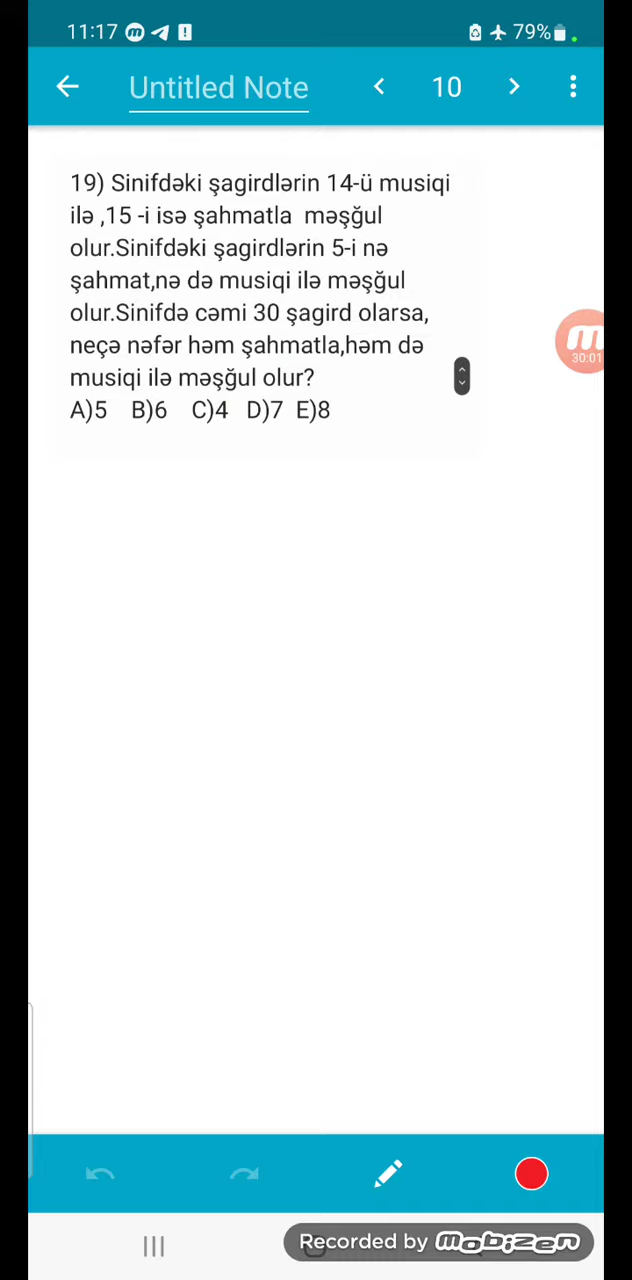 11:17 79%
Untitled Note 10
19) Sinifdəki şagirdlərin 14-ü musiqi
ilə ,15 -i isə şahmatla məşğul
olur.Sinifdəki şagirdlərin 5-i nə
şahmat,nə də musiqi ilə məşğul
olur.Sinifdə cəmi 30 şagird olarsa,
neçə nəfər həm şahmatla,həm də
musiqi ilə məşğul olur?
A)5 B)6 C)4 D)7 E)8
30:01
Recorded by mobizen